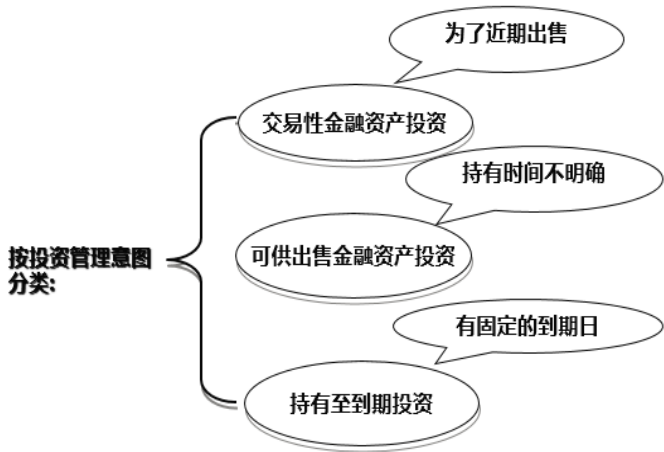 为了近期出售
交易性金融资产投资
持有时间不明确
按投资管理意图
分类:
可供出售金融资产投资
有固定的到期日
持有至到期投资